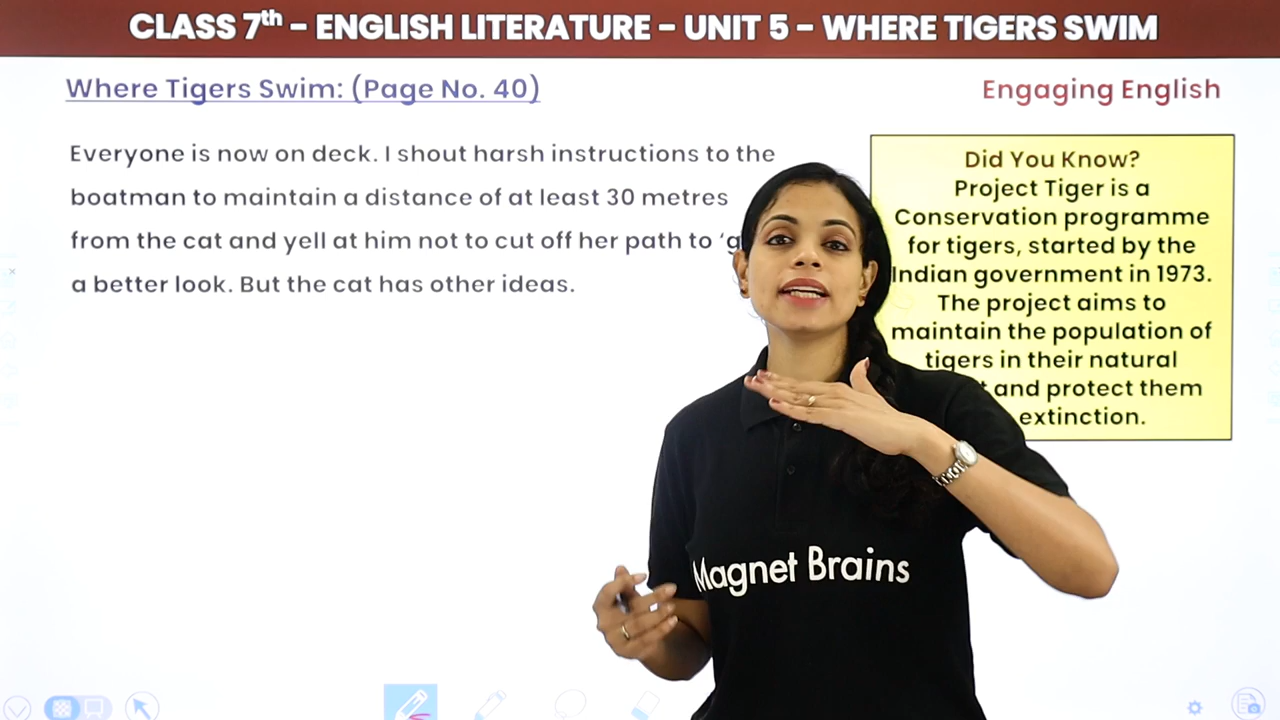 CLASS 7th - ENGLISH LITERATURE - UNIT 5 - WHERE TIGERS SWIM
Where Tigers Swim: (Page No. 40)
Engaging English
Everyone is now on deck. I shout harsh instructions to the
boatman to maintain a distance of at least 30 metres
from the cat and yell at him not to cut off her path to
a better look. But the cat has other ideas.
Did You Know?
Project Tiger is a
Conservation programme
for tigers, started by the
Indian government in 1973.
The project aims to
maintain the population of
tigers in their natural
and protect them
extinction.
Magnet Brains